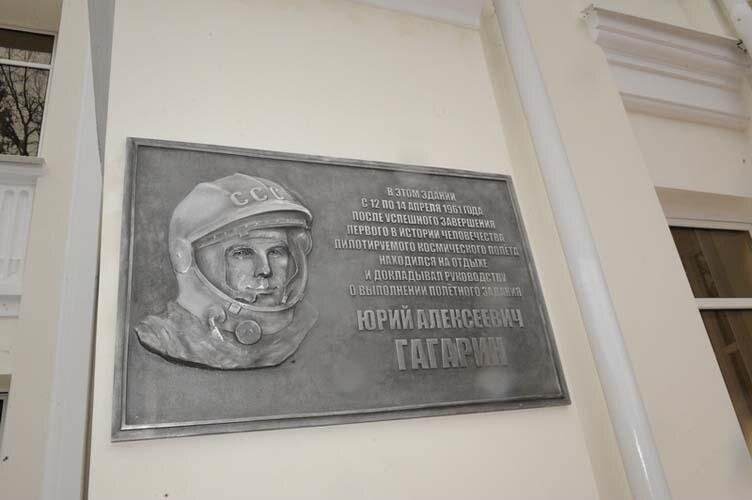 СССР
В ЭТОМ ЗДАНИИ
С 12 ПО 14 АПРЕЛЯ 1961 ГОДА
ПОСЛЕ УСПЕШНОГО ЗАВЕРШЕНИЯ
ПЕРВОГО В ИСТОРИИ ЧЕЛОВЕЧЕСТВА
ПИЛОТИРУЕМОГО КОСМИЧЕСКОГО ПОЛЕТА
НАХОДИЛСЯ НА ОТДЫХЕ
И ДОКЛАДЫВАЛ РУКОВОДСТВУ
О ВЫПОЛНЕНИИ ПОЛЁТНОГО ЗАДАНИЯ
ЮРИЙ АЛЕКСЕЕВИЧ
ГАГАРИН